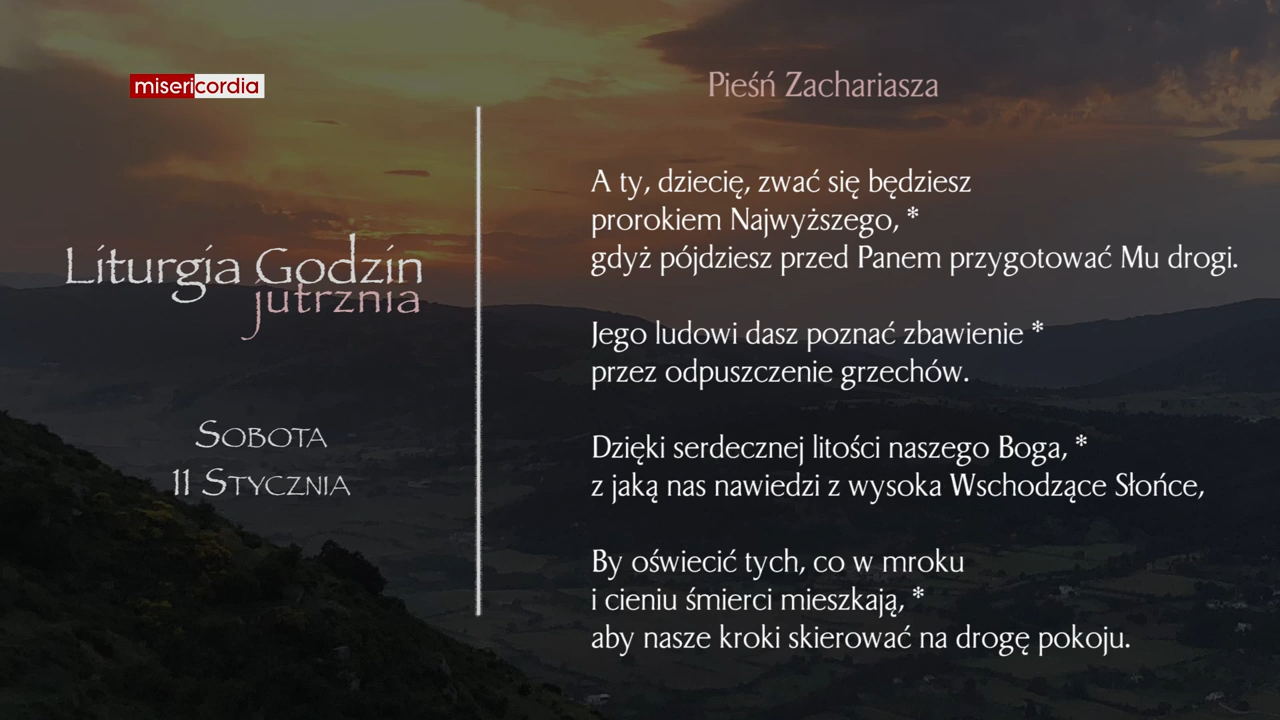 misericordia
Liturgia Godzin
jutrznia
Sobota
11 Stycznia
Pieśń Zachariasza
A ty, dziecię, zwać się będziesz
prorokiem Najwyższego, *
gdyż pójdziesz przed Panem przygotować Mu drogi.
Jego ludowi dasz poznać zbawienie *
przez odpuszczenie grzechów.
Dzięki serdecznej litości naszego Boga, *
z jaką nas nawiedzi z wysoka Wschodzące Słońce,
By oświecić tych, co w mroku
i cieniu śmierci mieszkają, *
aby nasze kroki skierować na drogę pokoju.